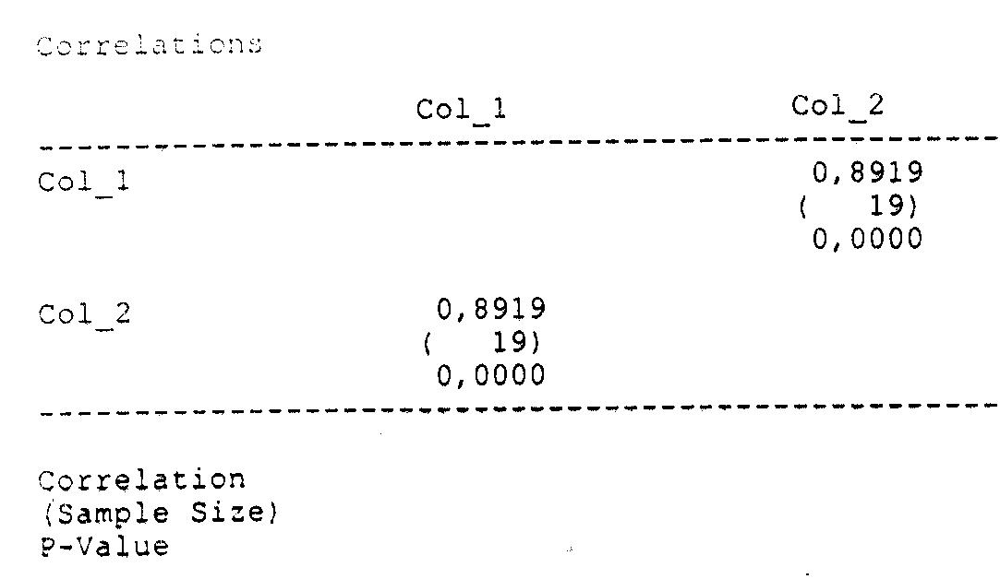 Correlations
Col_1 Col_2
Col_1 0,8919
( 19)
0,0000
Col_2 0,8919
( 19)
0,0000
Correlation
(Sample Size)
P-Value